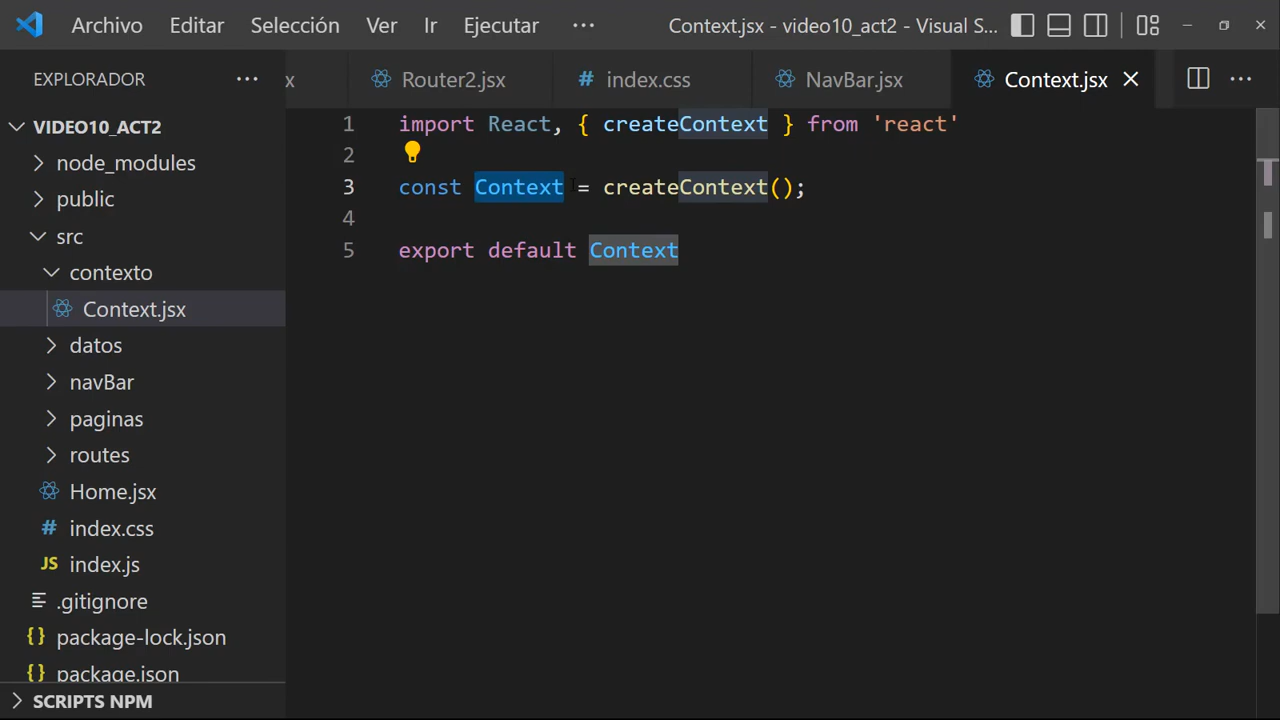 Archivo Editar Selección Ver Ir Ejecutar ··· Context.jsx - video10_act2 - Visual S...
EXPLORADOR ···
x Router2.jsx # index.css NavBar.jsx Context.jsx ···
VIDEO10_ACT2
node_modules
public
src
contexto
Context.jsx
datos
navBar
paginas
routes
Home.jsx
# index.css
JS index.js
.gitignore
{} package-lock.json
{} package.json
SCRIPTS NPM
1 import React, { createContext } from 'react'
2
3 const Context = createContext();
4
5 export default Context